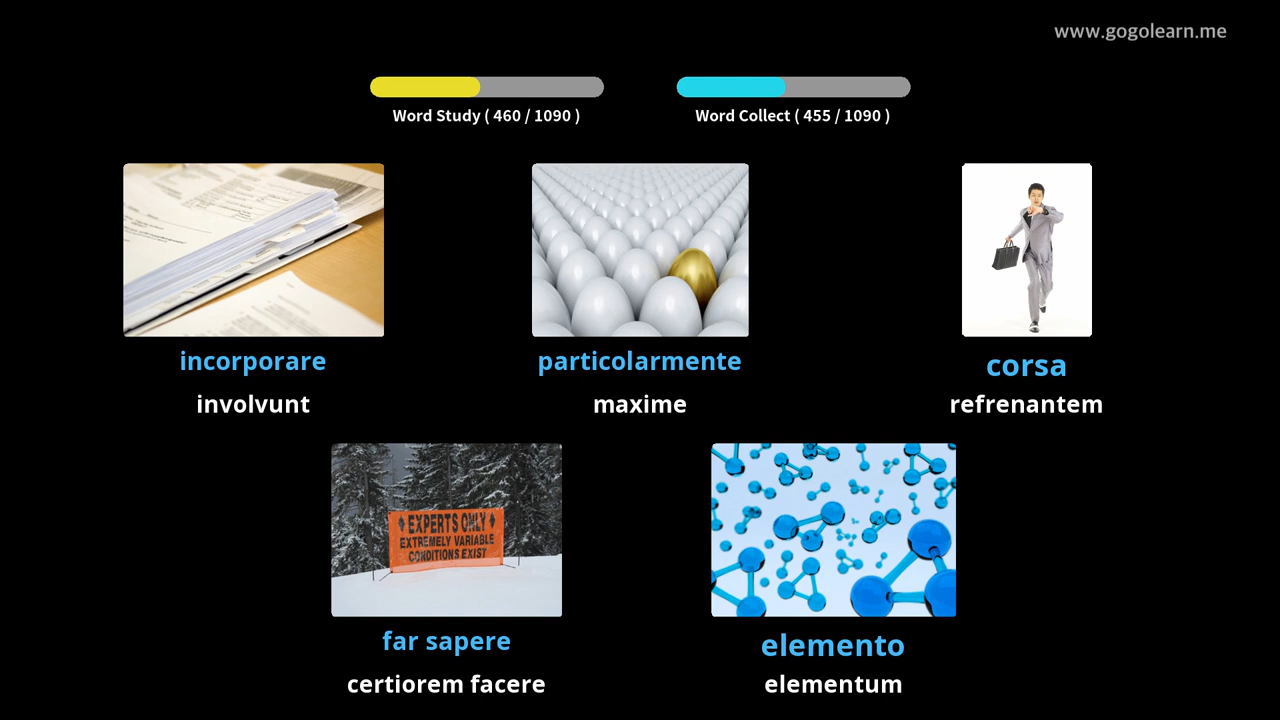 www.gogolearn.me
Word Study ( 460 / 1090 )
Word Collect ( 455 / 1090 )
incorporare
involvunt
particolarmente
maxime
corsa
refrenantem
EXPERTS ONLY
EXTREMELY VARIABLE
CONDITIONS EXIST
far sapere
certiorem facere
elemento
elementum